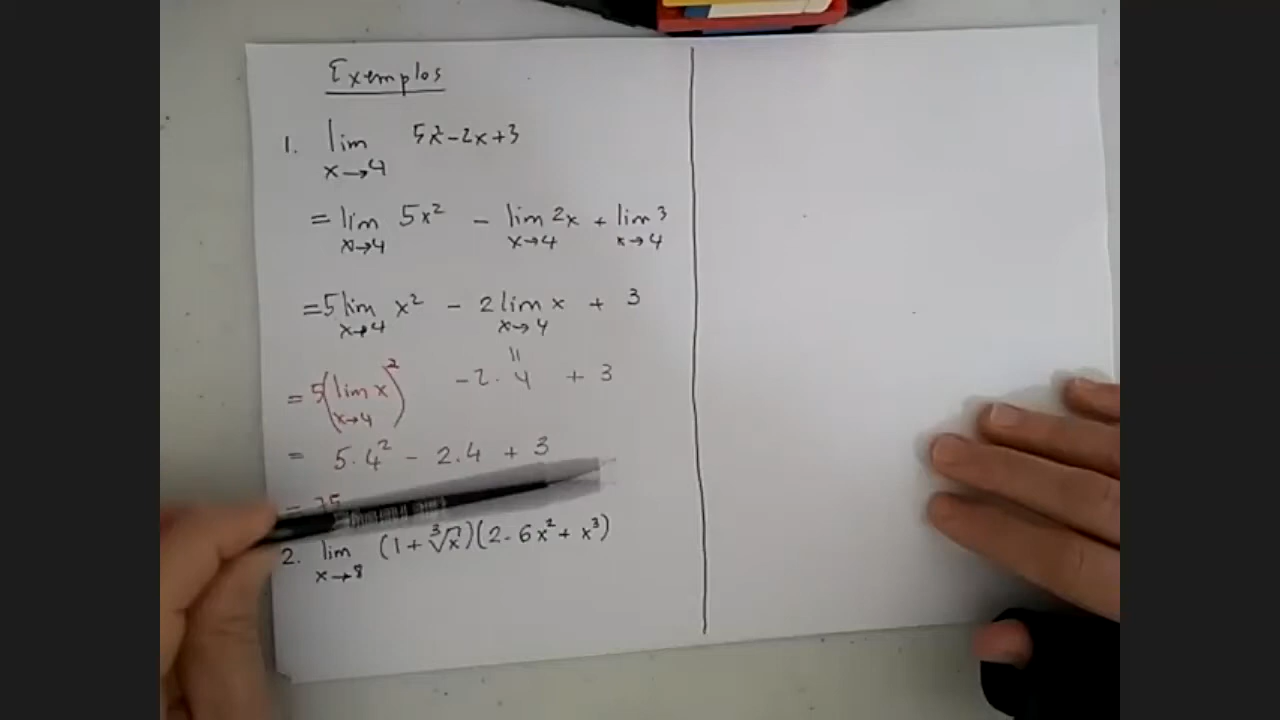 Exemplos
1. lim 5x²-2x+3
x→4
= lim 5x² - lim 2x + lim 3
x→4 x→4 x→4
=5 lim x² - 2 lim x + 3
x→4 x→4
= 5(lim x)² -2. 4 + 3
x→4
= 5.4² - 2.4 + 3
= 75
2. lim (1+∛x)(2-6x²+x³)
x→8